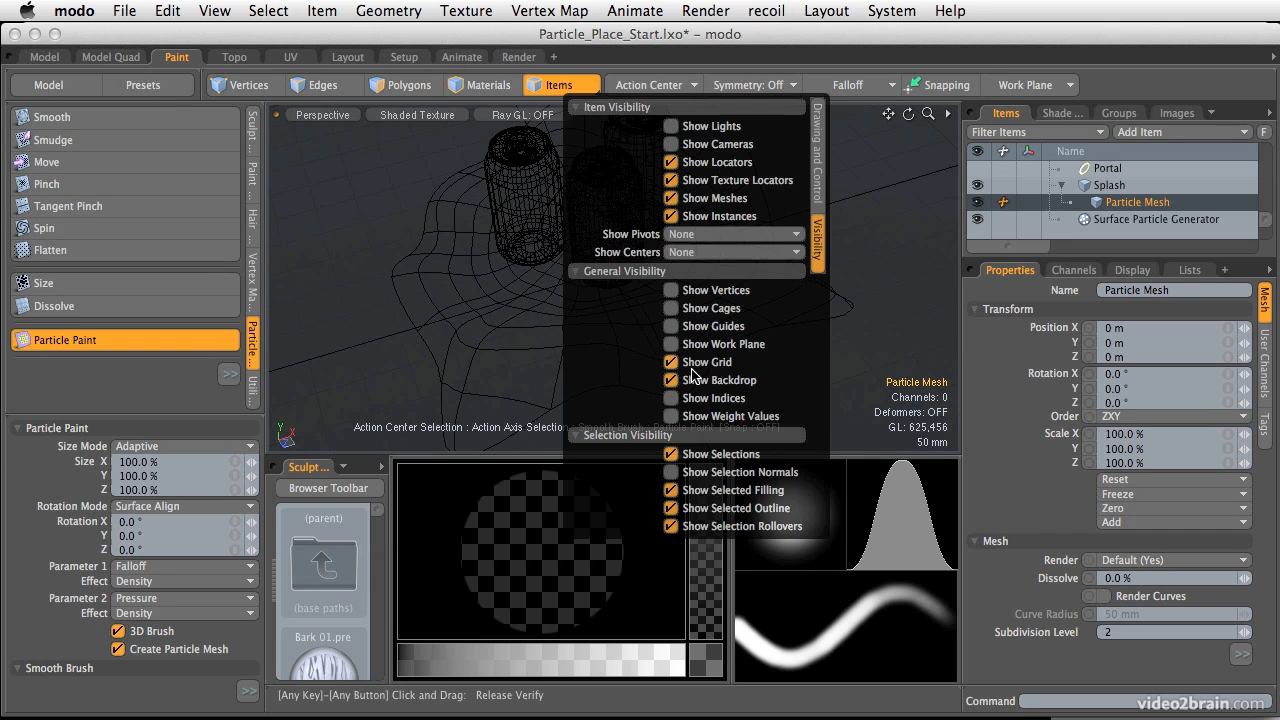 modo File Edit View Select Item Geometry Texture Vertex Map Animate Render recoil Layout System Help
Particle_Place_Start.lxo* - modo
Model Model Quad Paint Topo UV Layout Setup Animate Render +
Model Presets Vertices Edges Polygons Materials Items Action Center Symmetry: Off Falloff Snapping Work Plane
Smooth
Smudge
Move
Pinch
Tangent Pinch
Spin
Flatten
Size
Dissolve
Particle Paint
>>
Sculpt ...
Paint ...
Hair ...
Vertex Ma...
Particle...
Utili...
Particle Paint
Size Mode Adaptive
Size X 100.0 %
Y 100.0 %
Z 100.0 %
Rotation Mode Surface Align
Rotation X 0.0 °
Y 0.0 °
Z 0.0 °
Parameter 1 Falloff
Effect Density
Parameter 2 Pressure
Effect Density
3D Brush
Create Particle Mesh
Smooth Brush
>>
Perspective Shaded Texture Ray GL: OFF
Item Visibility
Show Lights
Show Cameras
Show Locators
Show Texture Locators
Show Meshes
Show Instances
Show Pivots None
Show Centers None
General Visibility
Show Vertices
Show Cages
Show Guides
Show Work Plane
Show Grid
Show Backdrop
Show Indices
Show Weight Values
Selection Visibility
Show Selections
Show Selection Normals
Show Selected Filling
Show Selected Outline
Show Selection Rollovers
Drawing and Control
Visibility
Particle Mesh
Channels: 0
Deformers: OFF
GL: 625,456
50 mm
Action Center Selection : Action Axis Selection
Y
X
Z
Sculpt ...
Browser Toolbar
(parent)
(base paths)
Bark 01.pre
[Any Key]-[Any Button] Click and Drag: Release Verify
Items Shade ... Groups Images
Filter Items Add Item F
Name
Portal
Splash
Particle Mesh
Surface Particle Generator
Properties Channels Display Lists +
Name Particle Mesh
Transform
Position X 0 m
Y 0 m
Z 0 m
Rotation X 0.0 °
Y 0.0 °
Z 0.0 °
Order ZXY
Scale X 100.0 %
Y 100.0 %
Z 100.0 %
Reset
Freeze
Zero
Add
Mesh
Render Default (Yes)
Dissolve 0.0 %
Render Curves
Curve Radius 50 mm
Subdivision Level 2
>>
Mesh
User Channels
Tags
Command
video2brain.com